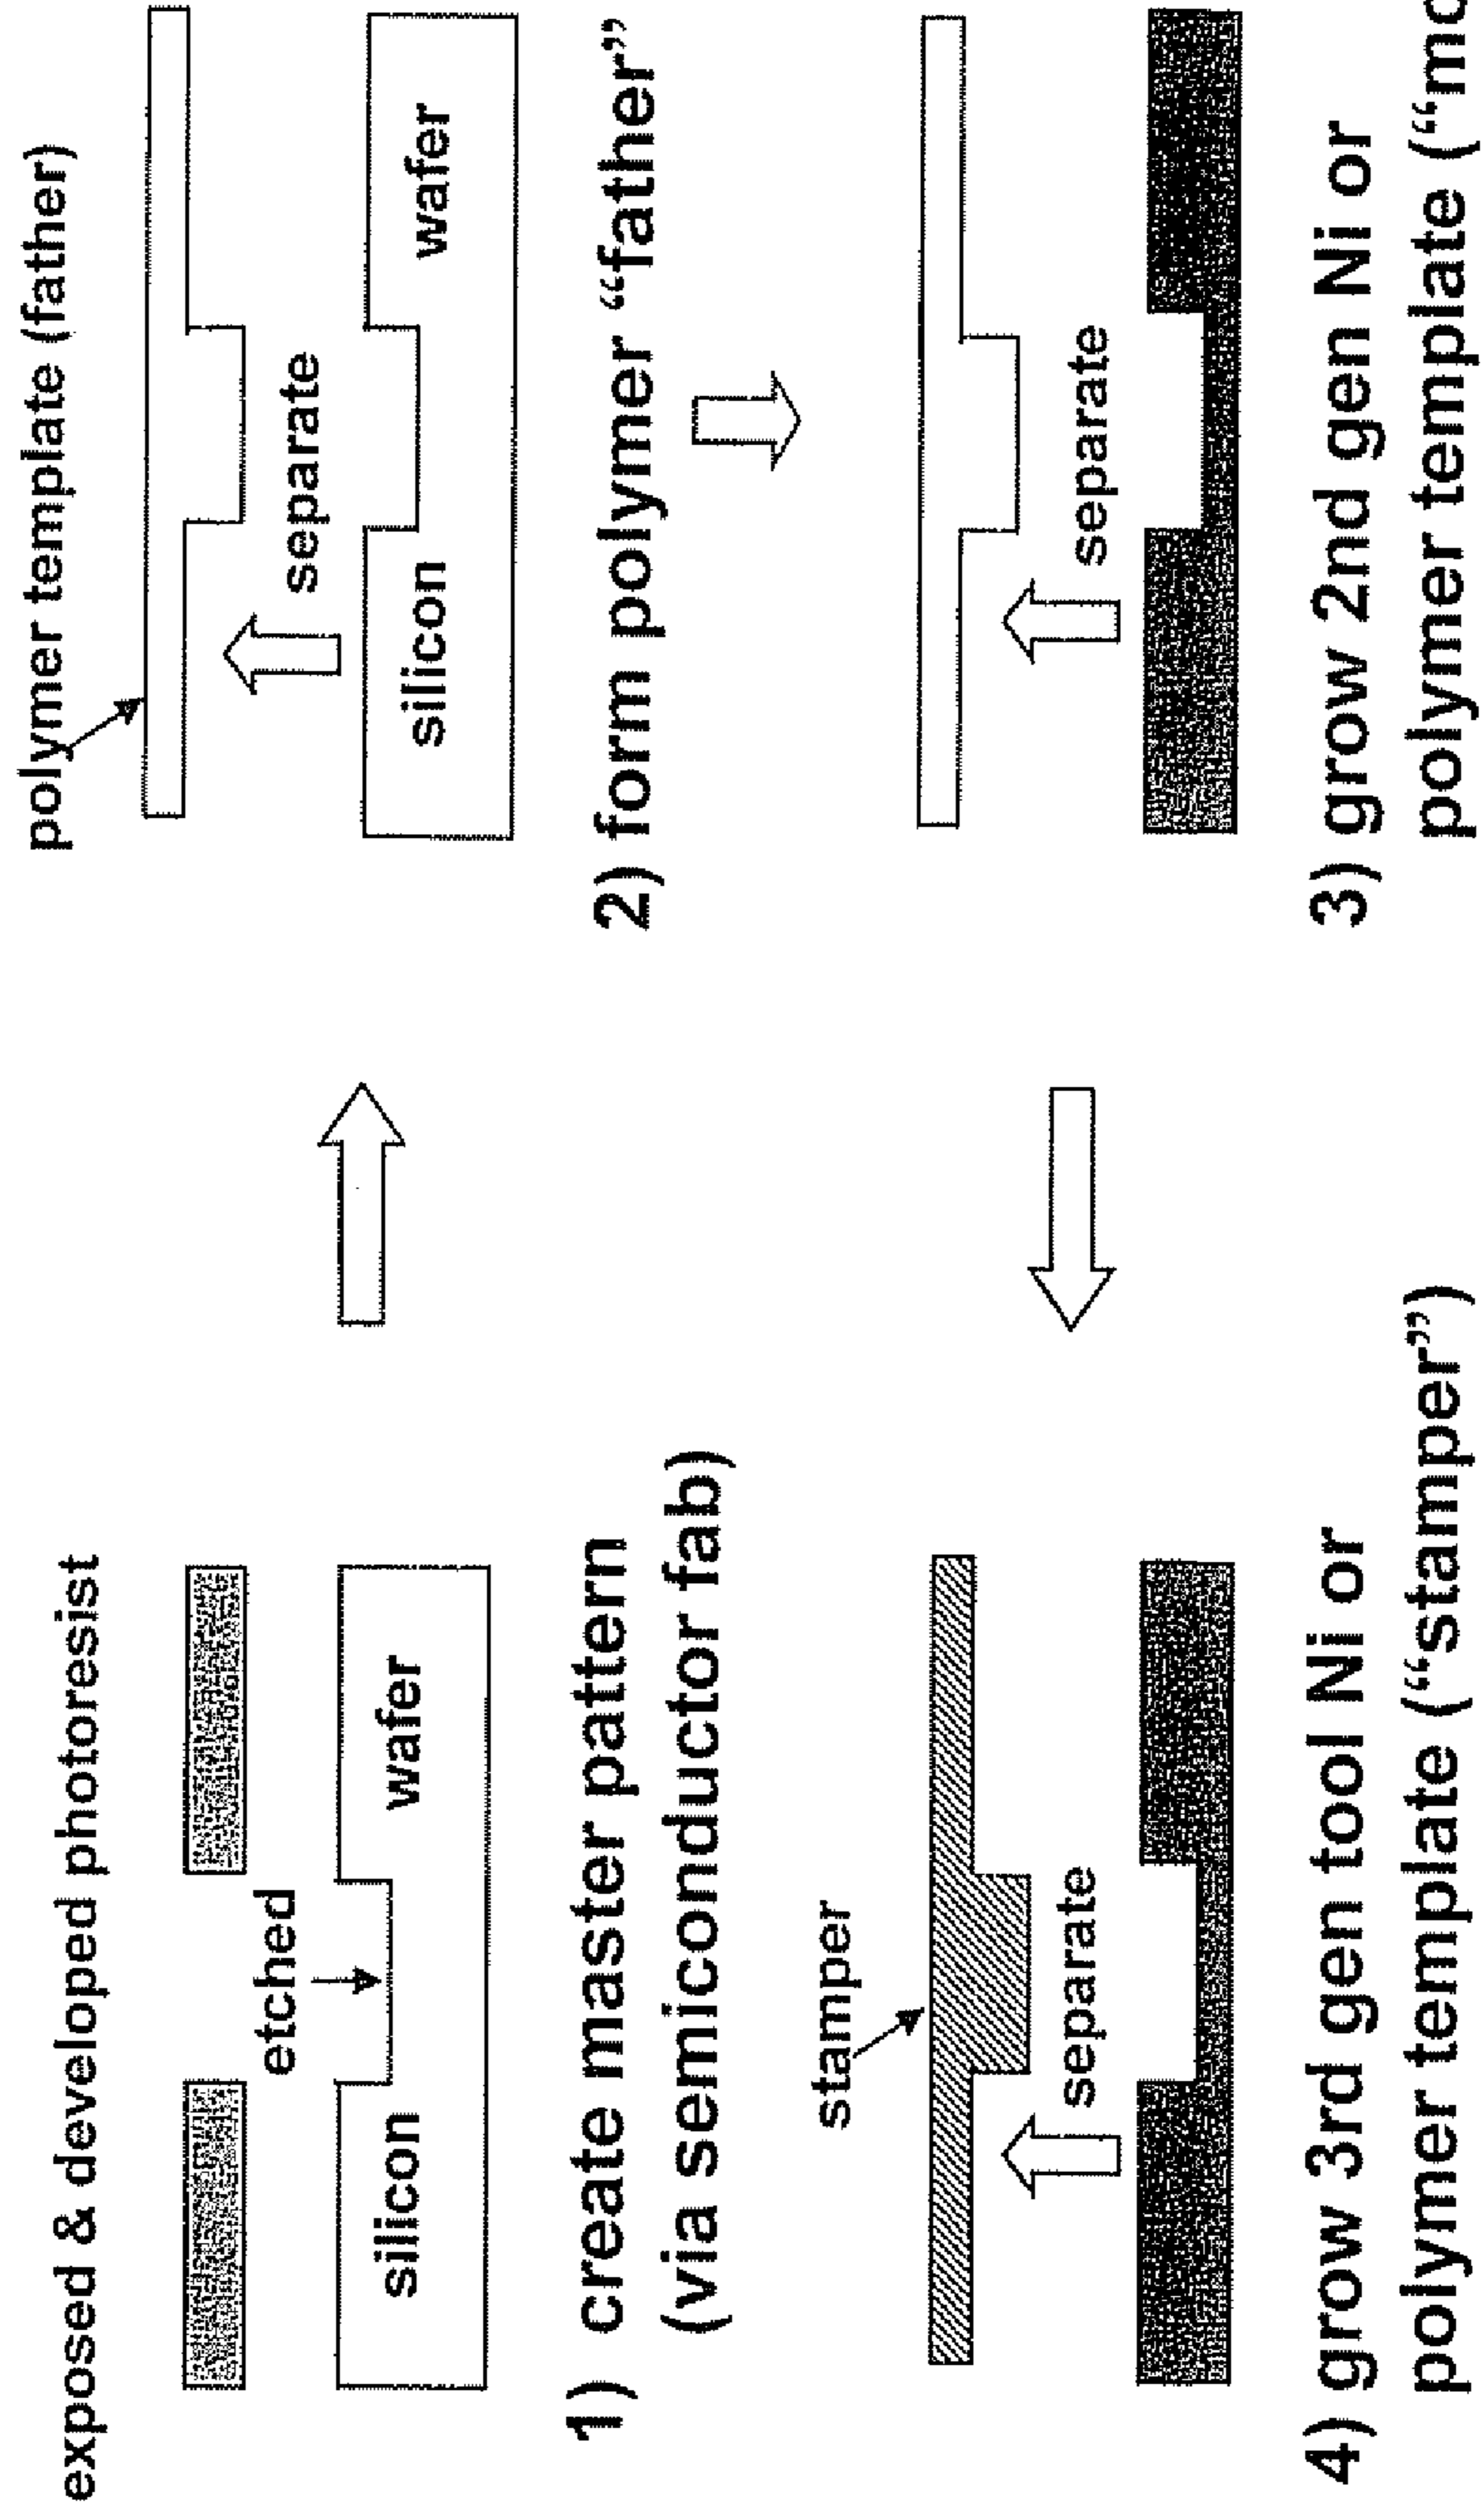 exposed & developed photoresist
etched
silicon
wafer
1) create master pattern
(via semiconductor fab)
polymer template (father)
separate
silicon
wafer
2) form polymer “father”
separate
3) grow 2nd gen Ni or
polymer template (“
stamper
separate
4) grow 3rd gen tool Ni or
polymer template (“stamper”)